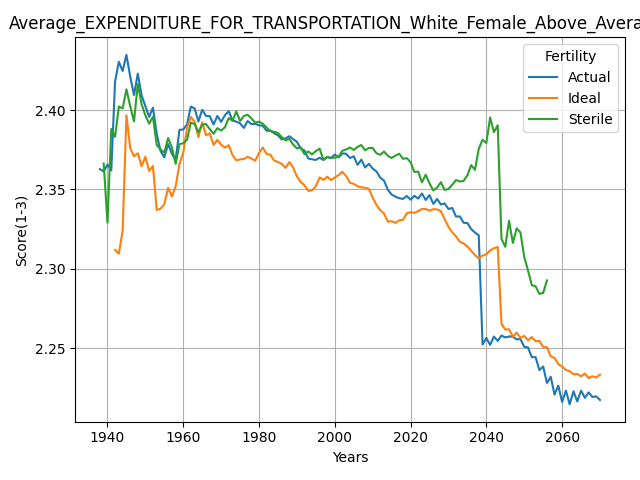 Average_EXPENDITURE_FOR_TRANSPORTATION_White_Female_Above_Avera
Fertility
Actual
Ideal
Sterile
Score(1-3)
2.40
2.35
2.30
2.25
1940 1960 1980 2000 2020 2040 2060
Years